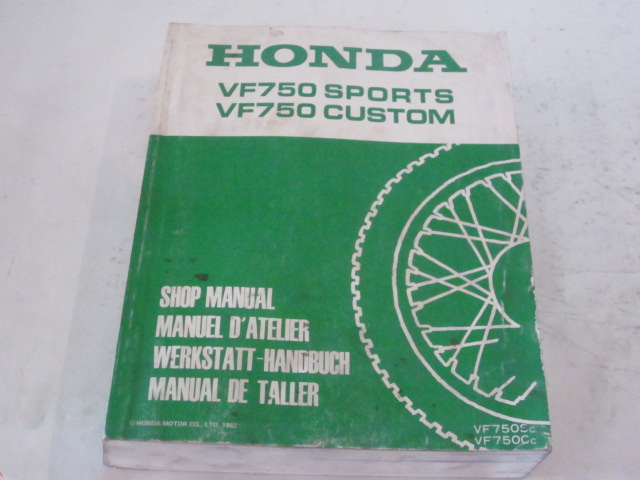 HONDA
VF750 SPORTS
VF750 CUSTOM
SHOP MANUAL
MANUEL D'ATELIER
WERKSTATT-HANDBUCH
MANUAL DE TALLER
© HONDA MOTOR CO., LTD. 1982
VF750Sc
VF750Cc